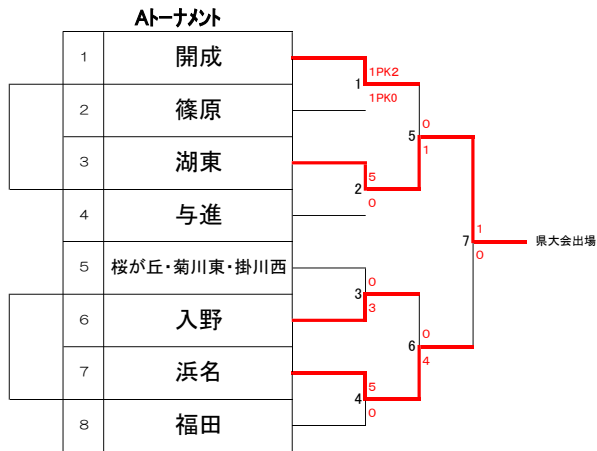 Aトーナメント
1 開成
2 篠原
3 湖東
4 与進
5 桜が丘・菊川東・掛川西
6 入野
7 浜名
8 福田
1 1PK2
1PK0
2 5
0
3 0
3
4 5
0
5 0
1
6 0
4
7 1
0
県大会出場